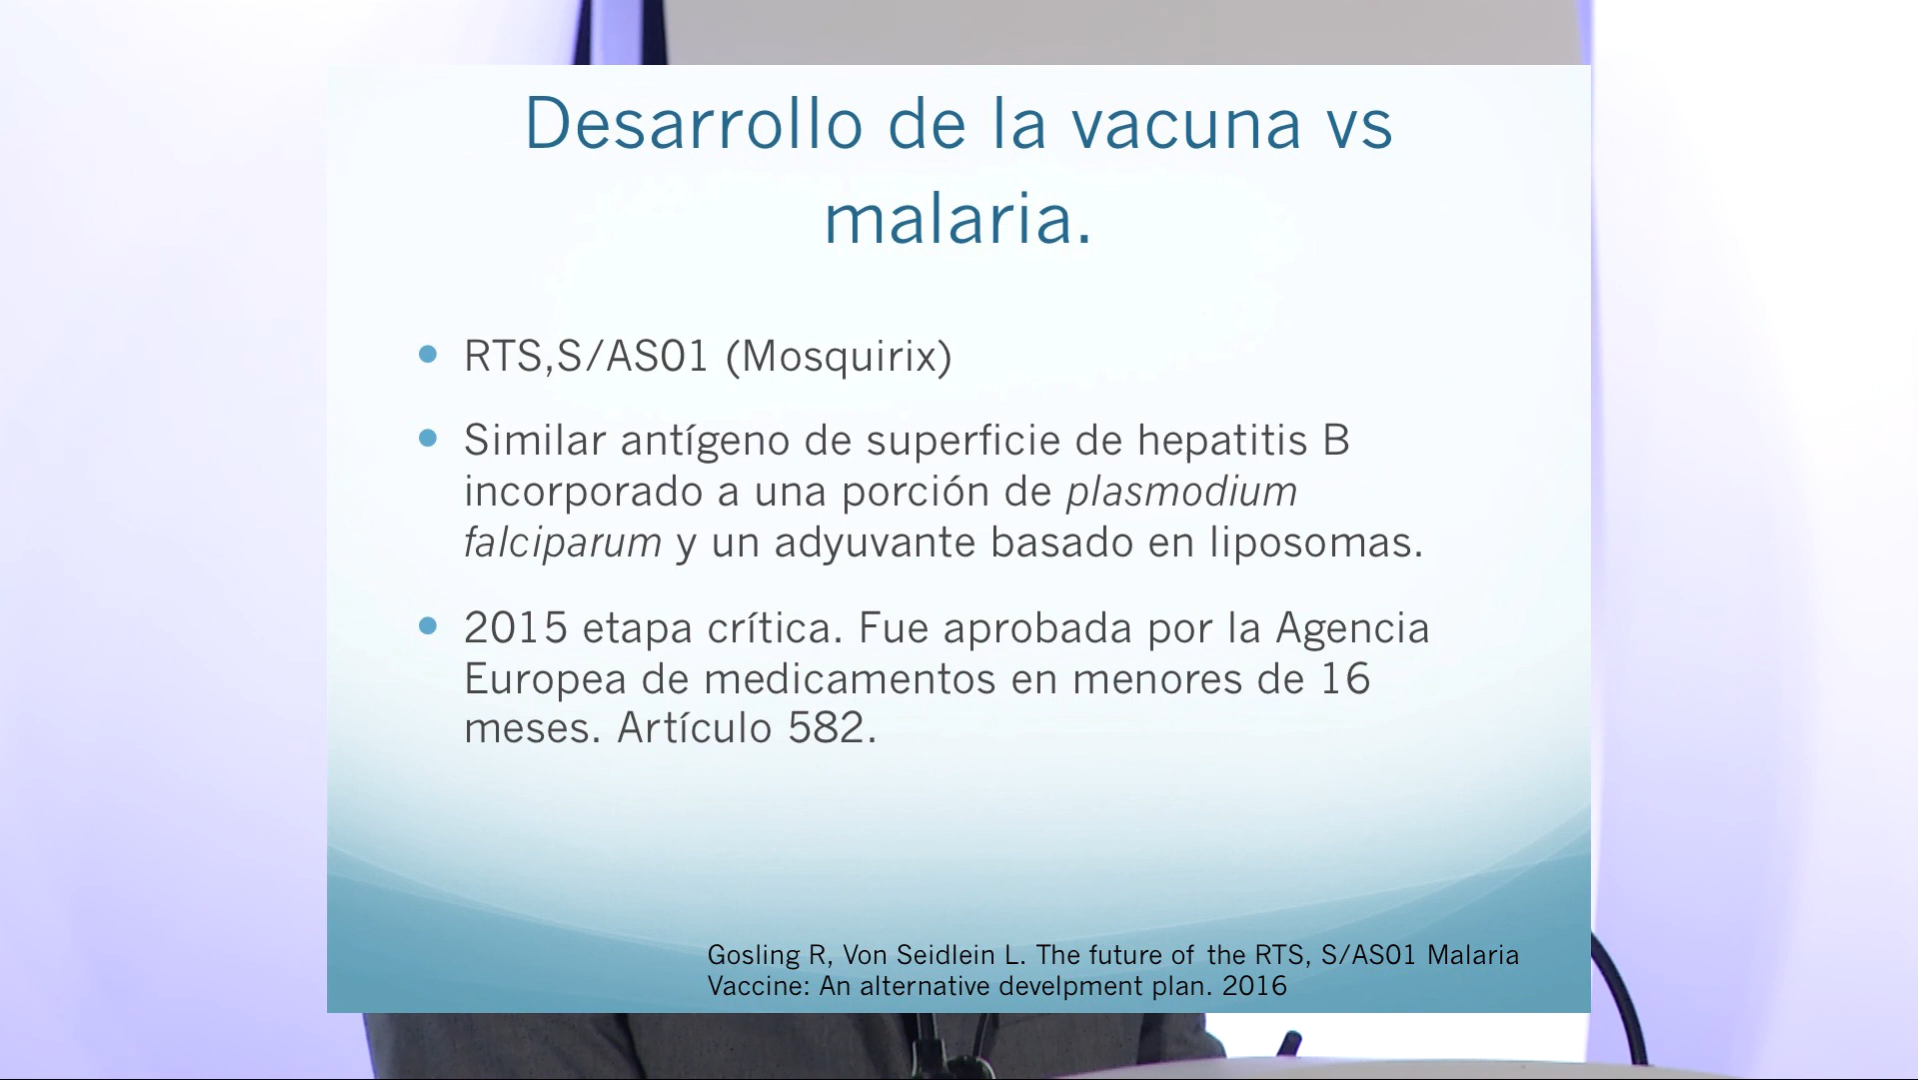 Desarrollo de la vacuna vs
malaria.
RTS,S/AS01 (Mosquirix)
Similar antígeno de superficie de hepatitis B
incorporado a una porción de plasmodium
falciparum y un adyuvante basado en liposomas.
2015 etapa crítica. Fue aprobada por la Agencia
Europea de medicamentos en menores de 16
meses. Artículo 582.
Gosling R, Von Seidlein L. The future of the RTS, S/AS01 Malaria
Vaccine: An alternative develpment plan. 2016